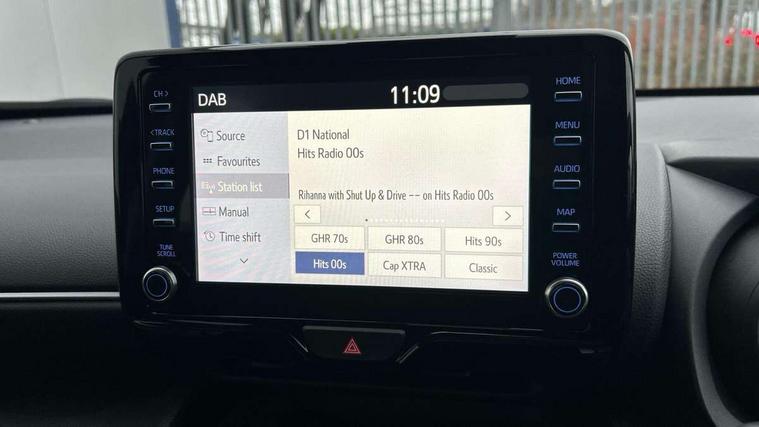 CH >
< TRACK
PHONE
SETUP
TUNE
SCROLL
DAB
11:09
Source
Favourites
Station list
Manual
Time shift
D1 National
Hits Radio 00s
Rihanna with Shut Up & Drive -- on Hits Radio 00s
GHR 70s
GHR 80s
Hits 90s
Hits 00s
Cap XTRA
Classic
HOME
MENU
AUDIO
MAP
POWER
VOLUME